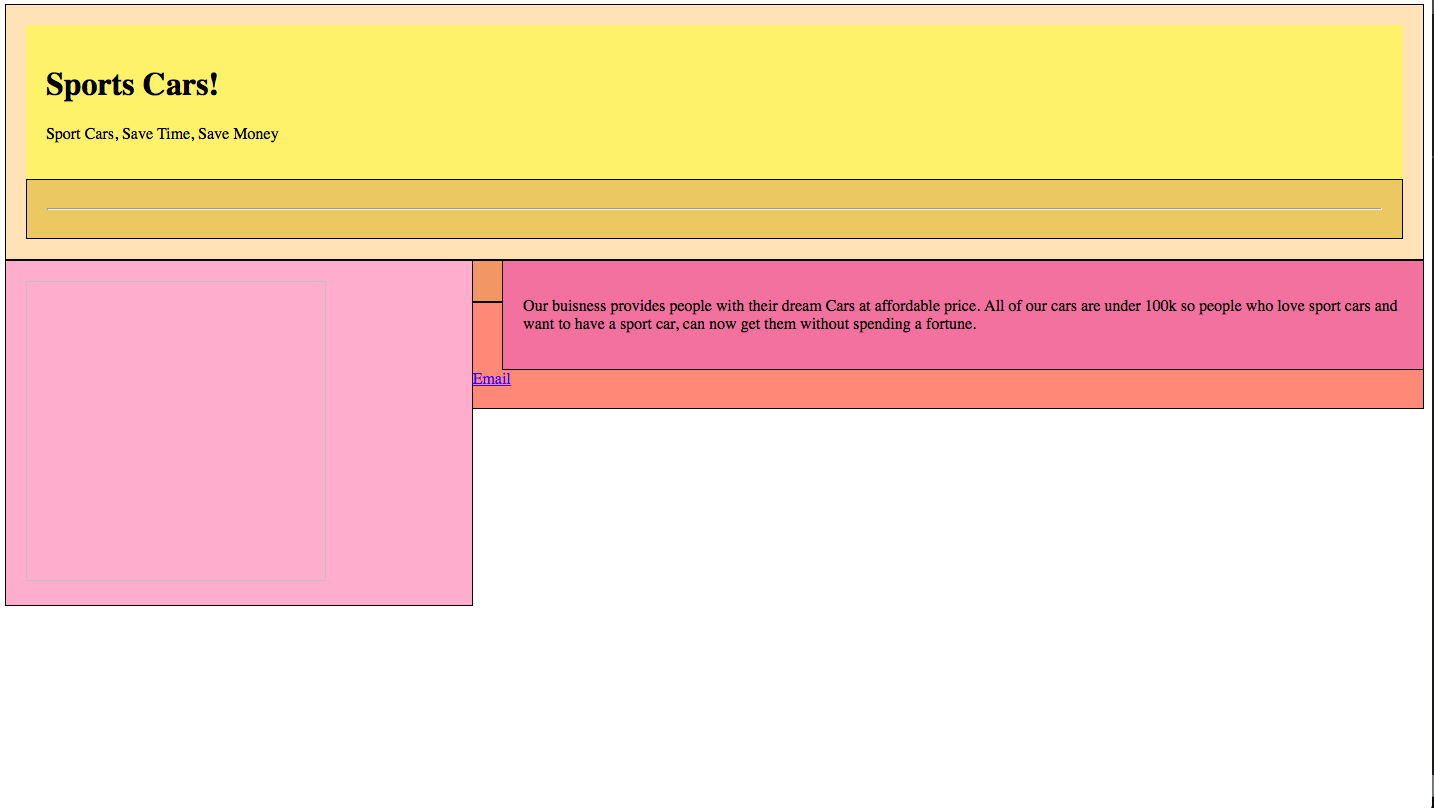 Sports Cars!
Sport Cars, Save Time, Save Money
Our buisness provides people with their dream Cars at affordable price. All of our cars are under 100k so people who love sport cars and
want to have a sport car, can now get them without spending a fortune.
Email